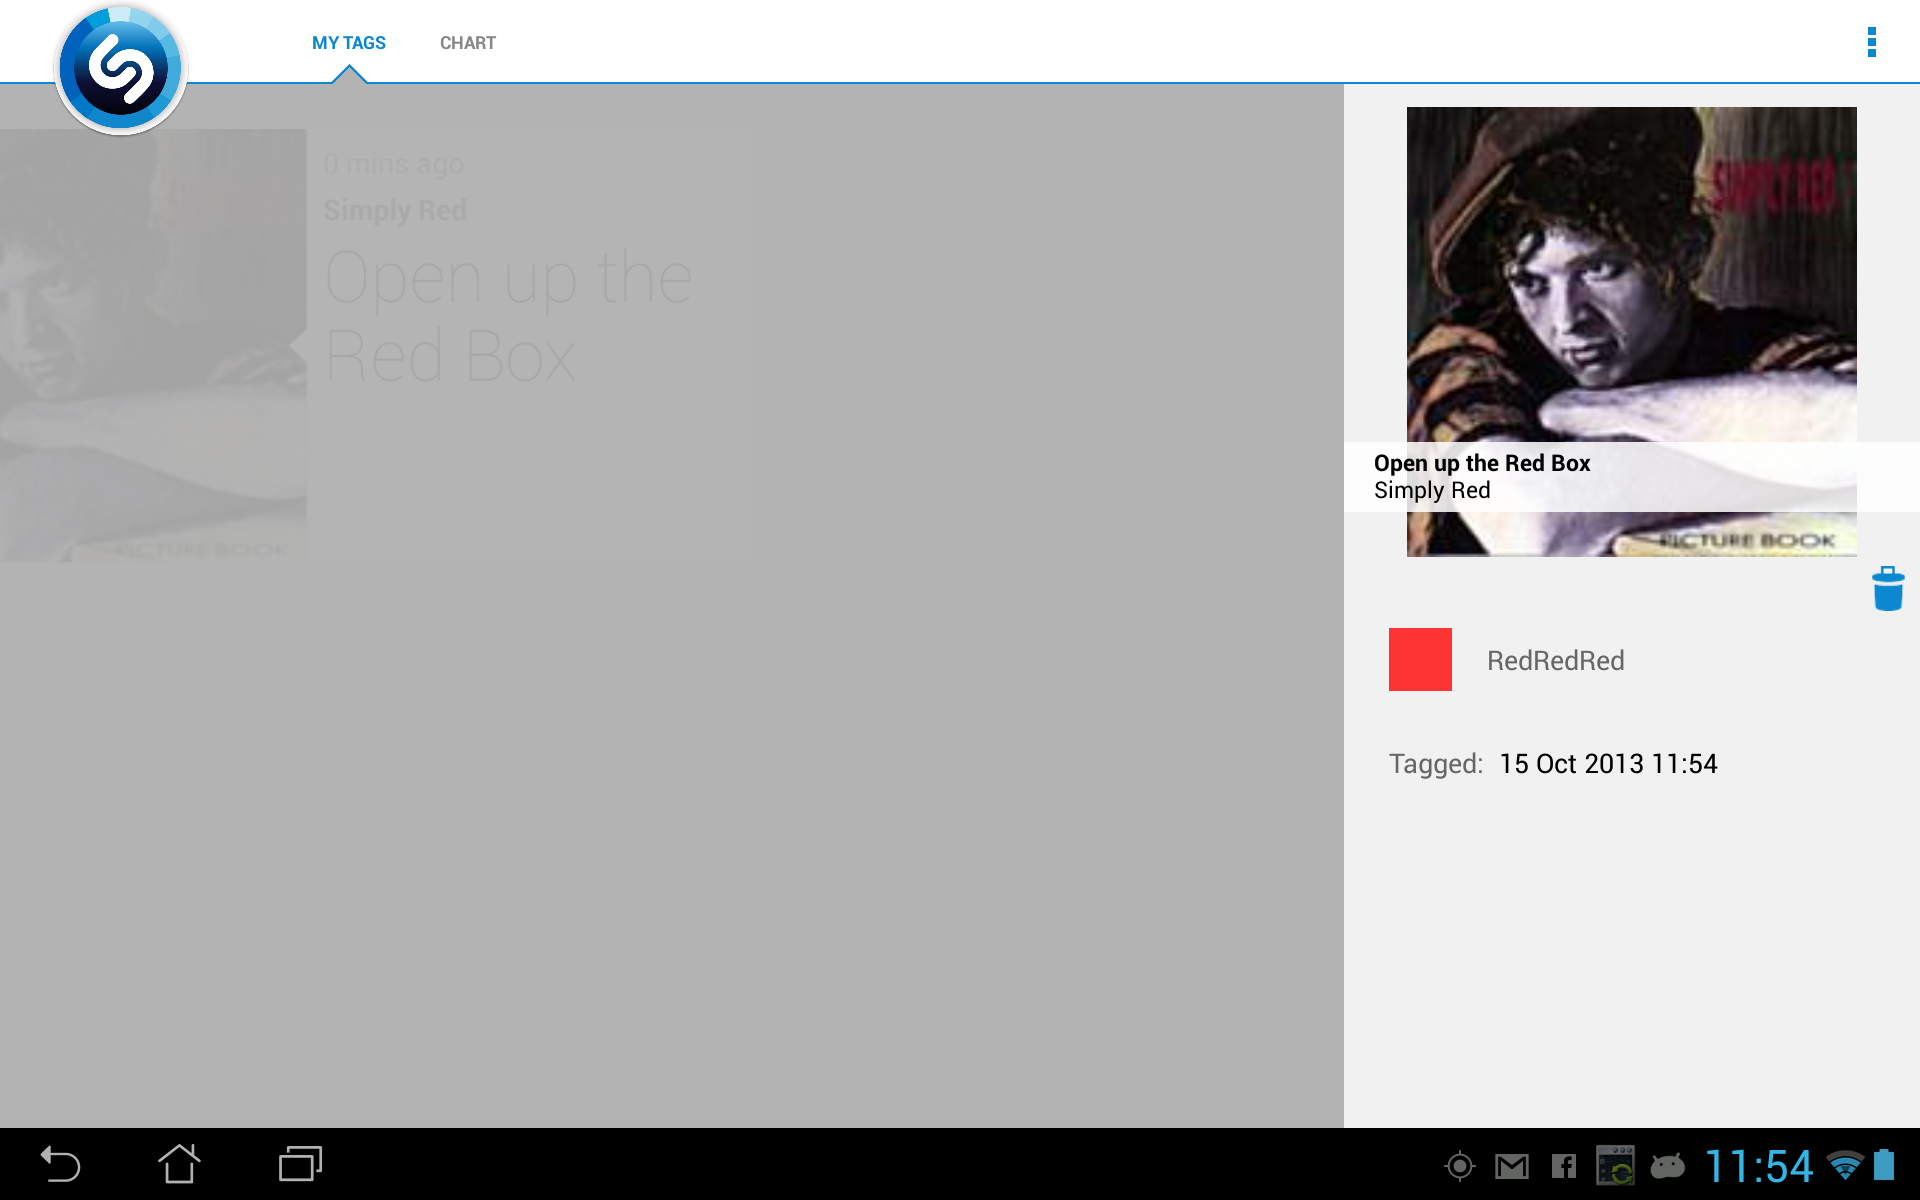 MY TAGS
CHART
0 mins ago
Simply Red
Open up the
Red Box
SIMPLY RED
Open up the Red Box
Simply Red
PICTURE BOOK
PICTURE BOOK
RedRedRed
Tagged: 15 Oct 2013 11:54
11:54